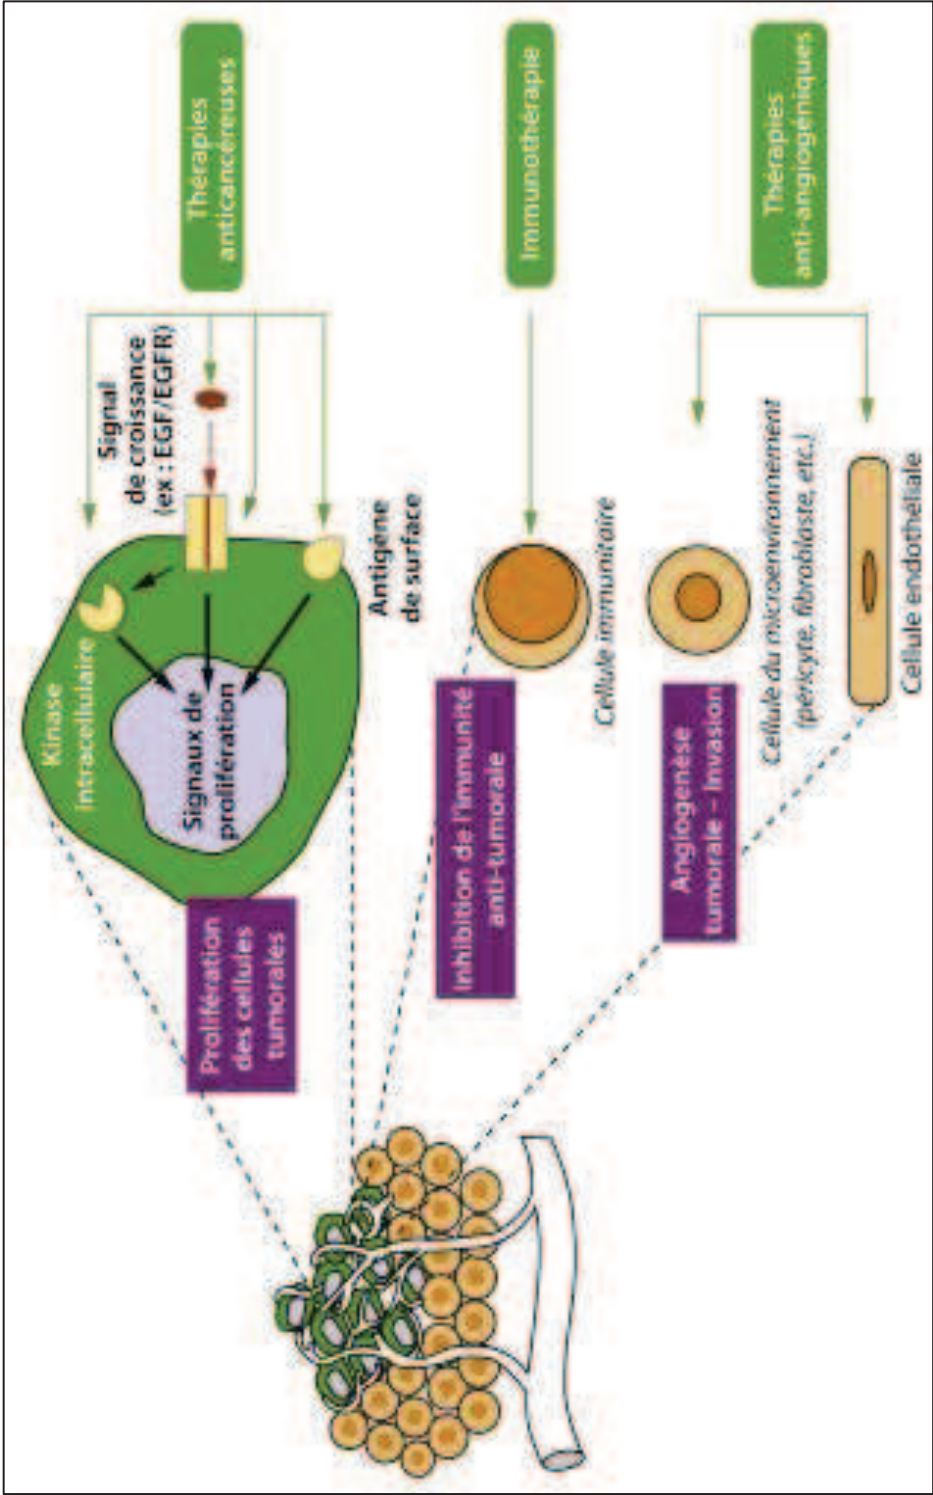 Thérapies
anticancéreuses
Signal
de croissance
(ex : EGF/EGFR)
Kinase
intracellulaire
Signaux de
prolifération
Antigène
de surface
Prolifération
des cellules
tumorales
Immunothérapie
Cellule immunitaire
Inhibition de l'immunité
anti-tumorale
Thérapies
anti-angiogéniques
Cellule du microenvironnement
(péricyte, fibroblaste, etc.)
Angiogenèse
tumorale – Invasion
Cellule endothéliale